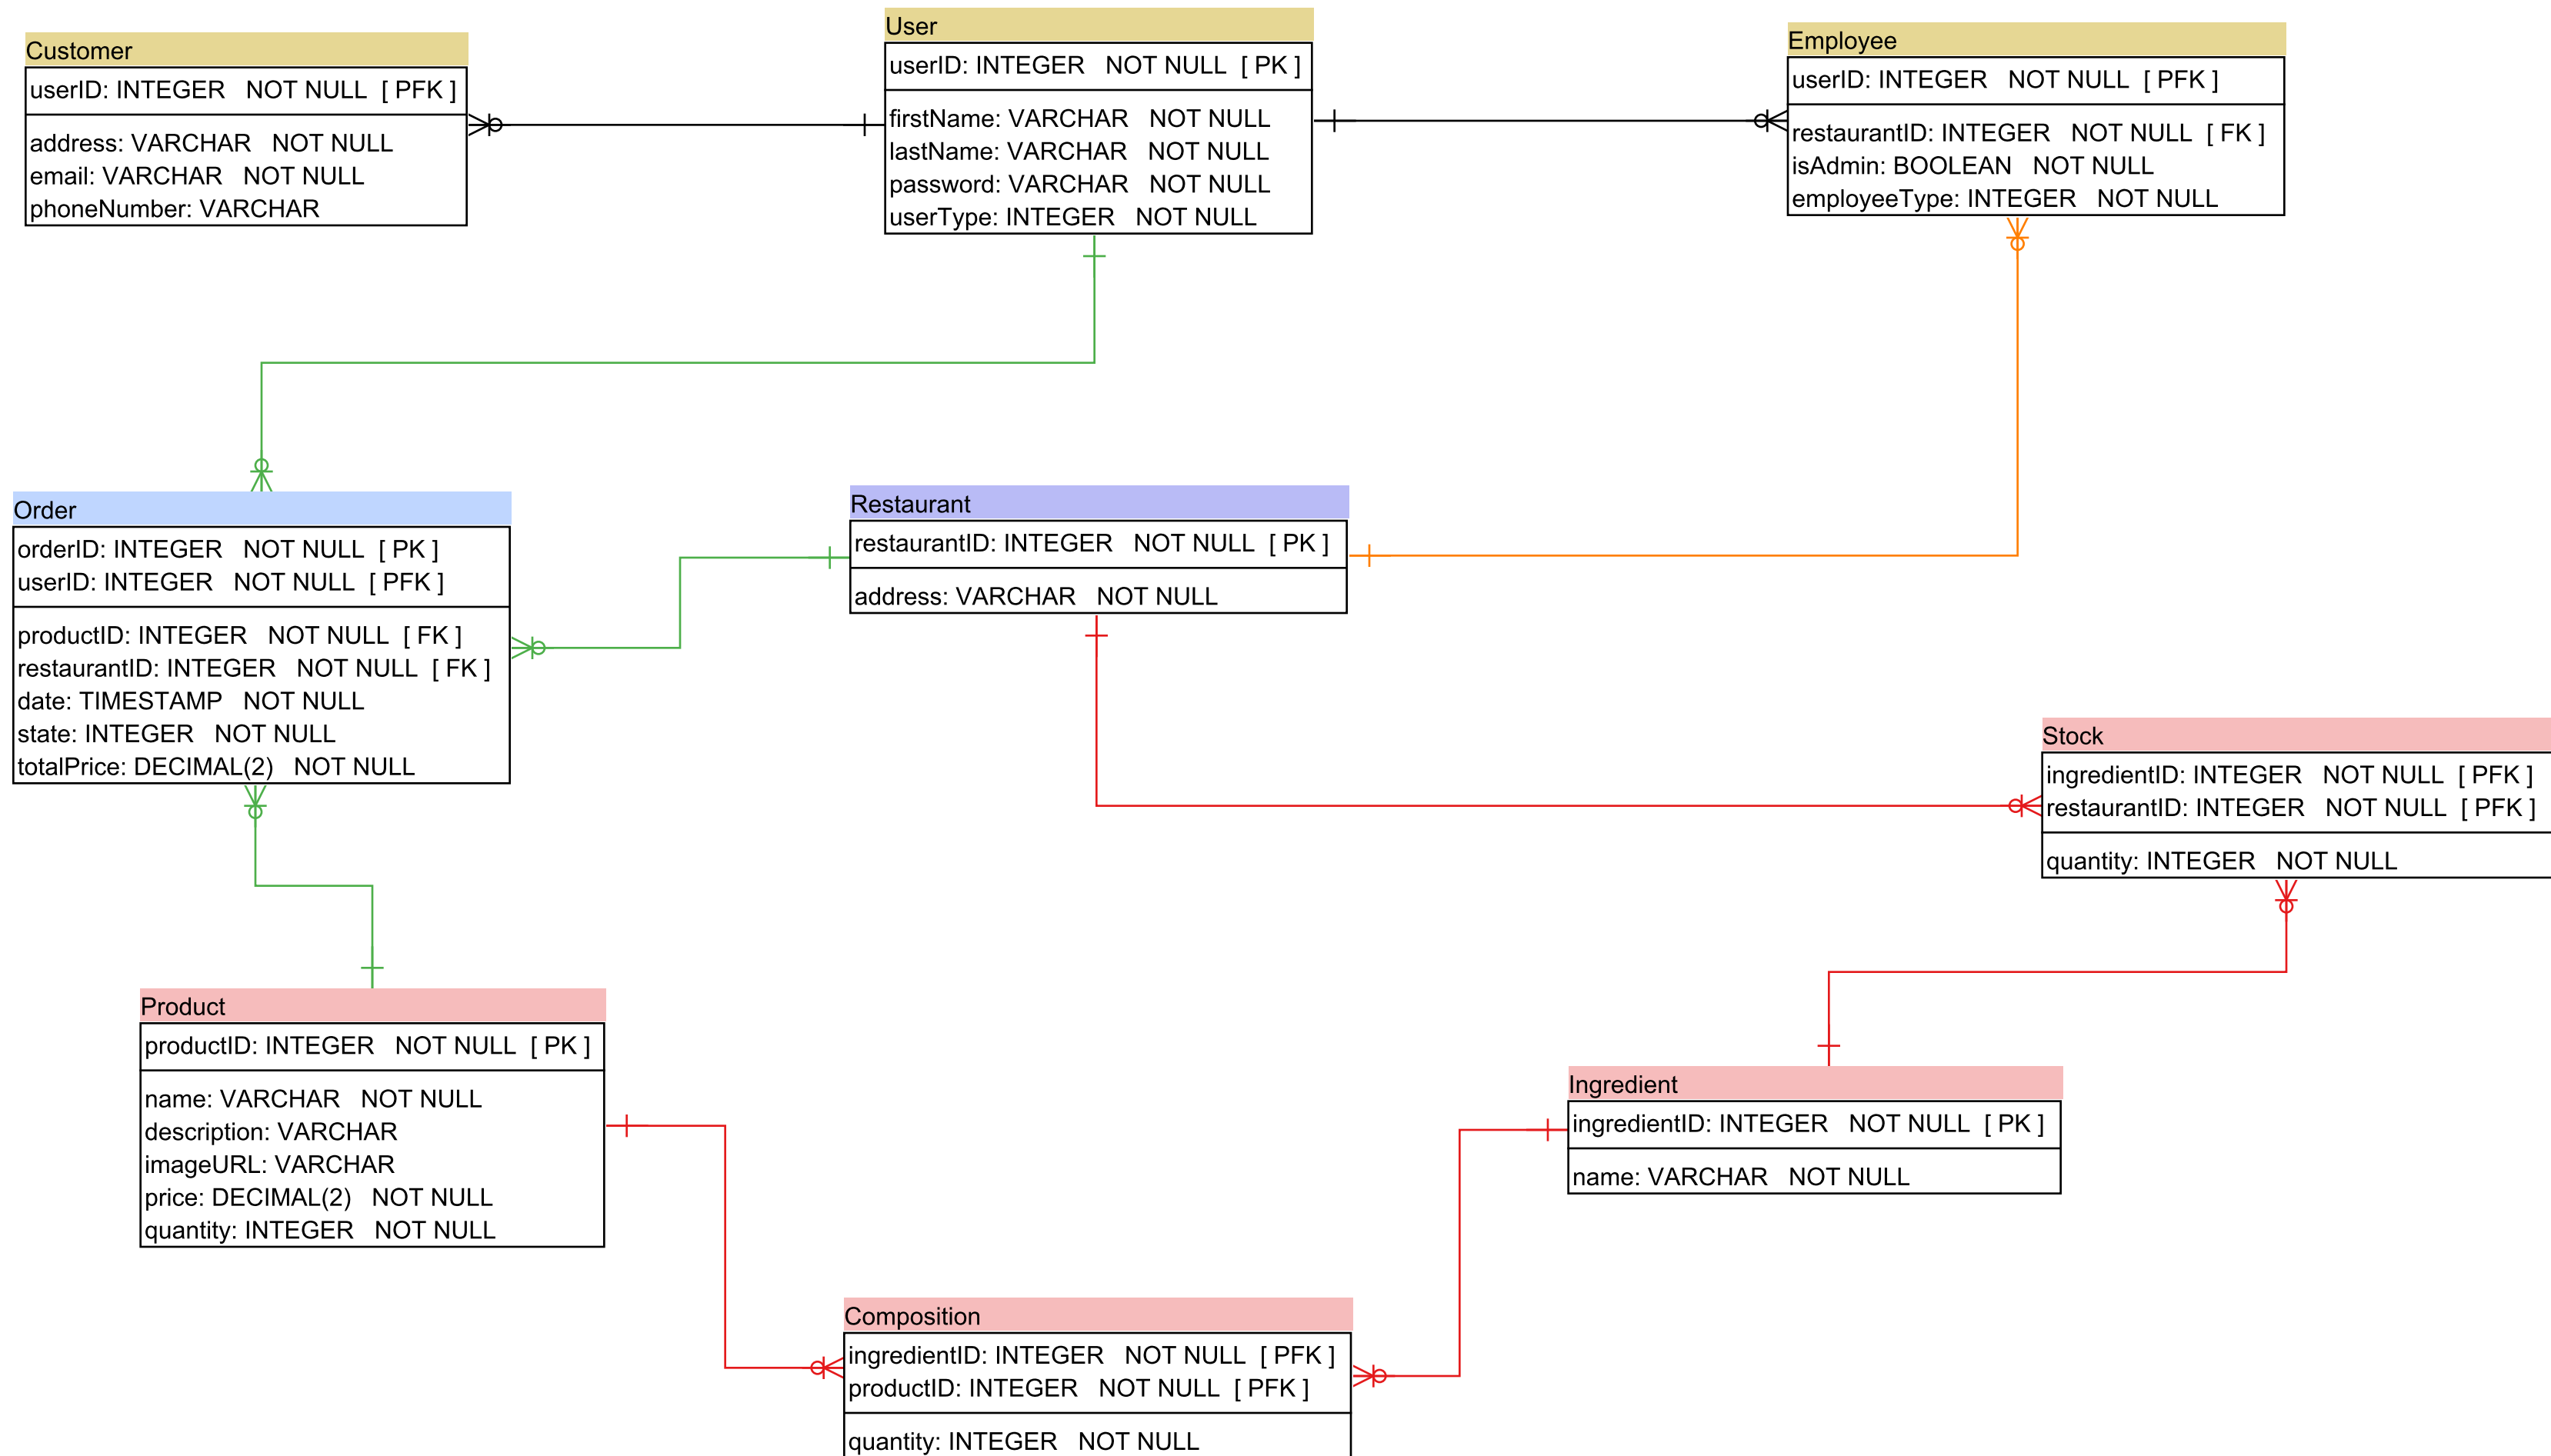 Customer
userID: INTEGER NOT NULL [ PFK ]
address: VARCHAR NOT NULL
email: VARCHAR NOT NULL
phoneNumber: VARCHAR
User
userID: INTEGER NOT NULL [ PK ]
firstName: VARCHAR NOT NULL
lastName: VARCHAR NOT NULL
password: VARCHAR NOT NULL
userType: INTEGER NOT NULL
Employee
userID: INTEGER NOT NULL [ PFK ]
restaurantID: INTEGER NOT NULL [ FK ]
isAdmin: BOOLEAN NOT NULL
employeeType: INTEGER NOT NULL
Order
orderID: INTEGER NOT NULL [ PK ]
userID: INTEGER NOT NULL [ PFK ]
productID: INTEGER NOT NULL [ FK ]
restaurantID: INTEGER NOT NULL [ FK ]
date: TIMESTAMP NOT NULL
state: INTEGER NOT NULL
totalPrice: DECIMAL(2) NOT NULL
Restaurant
restaurantID: INTEGER NOT NULL [ PK ]
address: VARCHAR NOT NULL
Stock
ingredientID: INTEGER NOT NULL [ PFK ]
restaurantID: INTEGER NOT NULL [ PFK ]
quantity: INTEGER NOT NULL
Product
productID: INTEGER NOT NULL [ PK ]
name: VARCHAR NOT NULL
description: VARCHAR
imageURL: VARCHAR
price: DECIMAL(2) NOT NULL
quantity: INTEGER NOT NULL
Ingredient
ingredientID: INTEGER NOT NULL [ PK ]
name: VARCHAR NOT NULL
Composition
ingredientID: INTEGER NOT NULL [ PFK ]
productID: INTEGER NOT NULL [ PFK ]
quantity: INTEGER NOT NULL